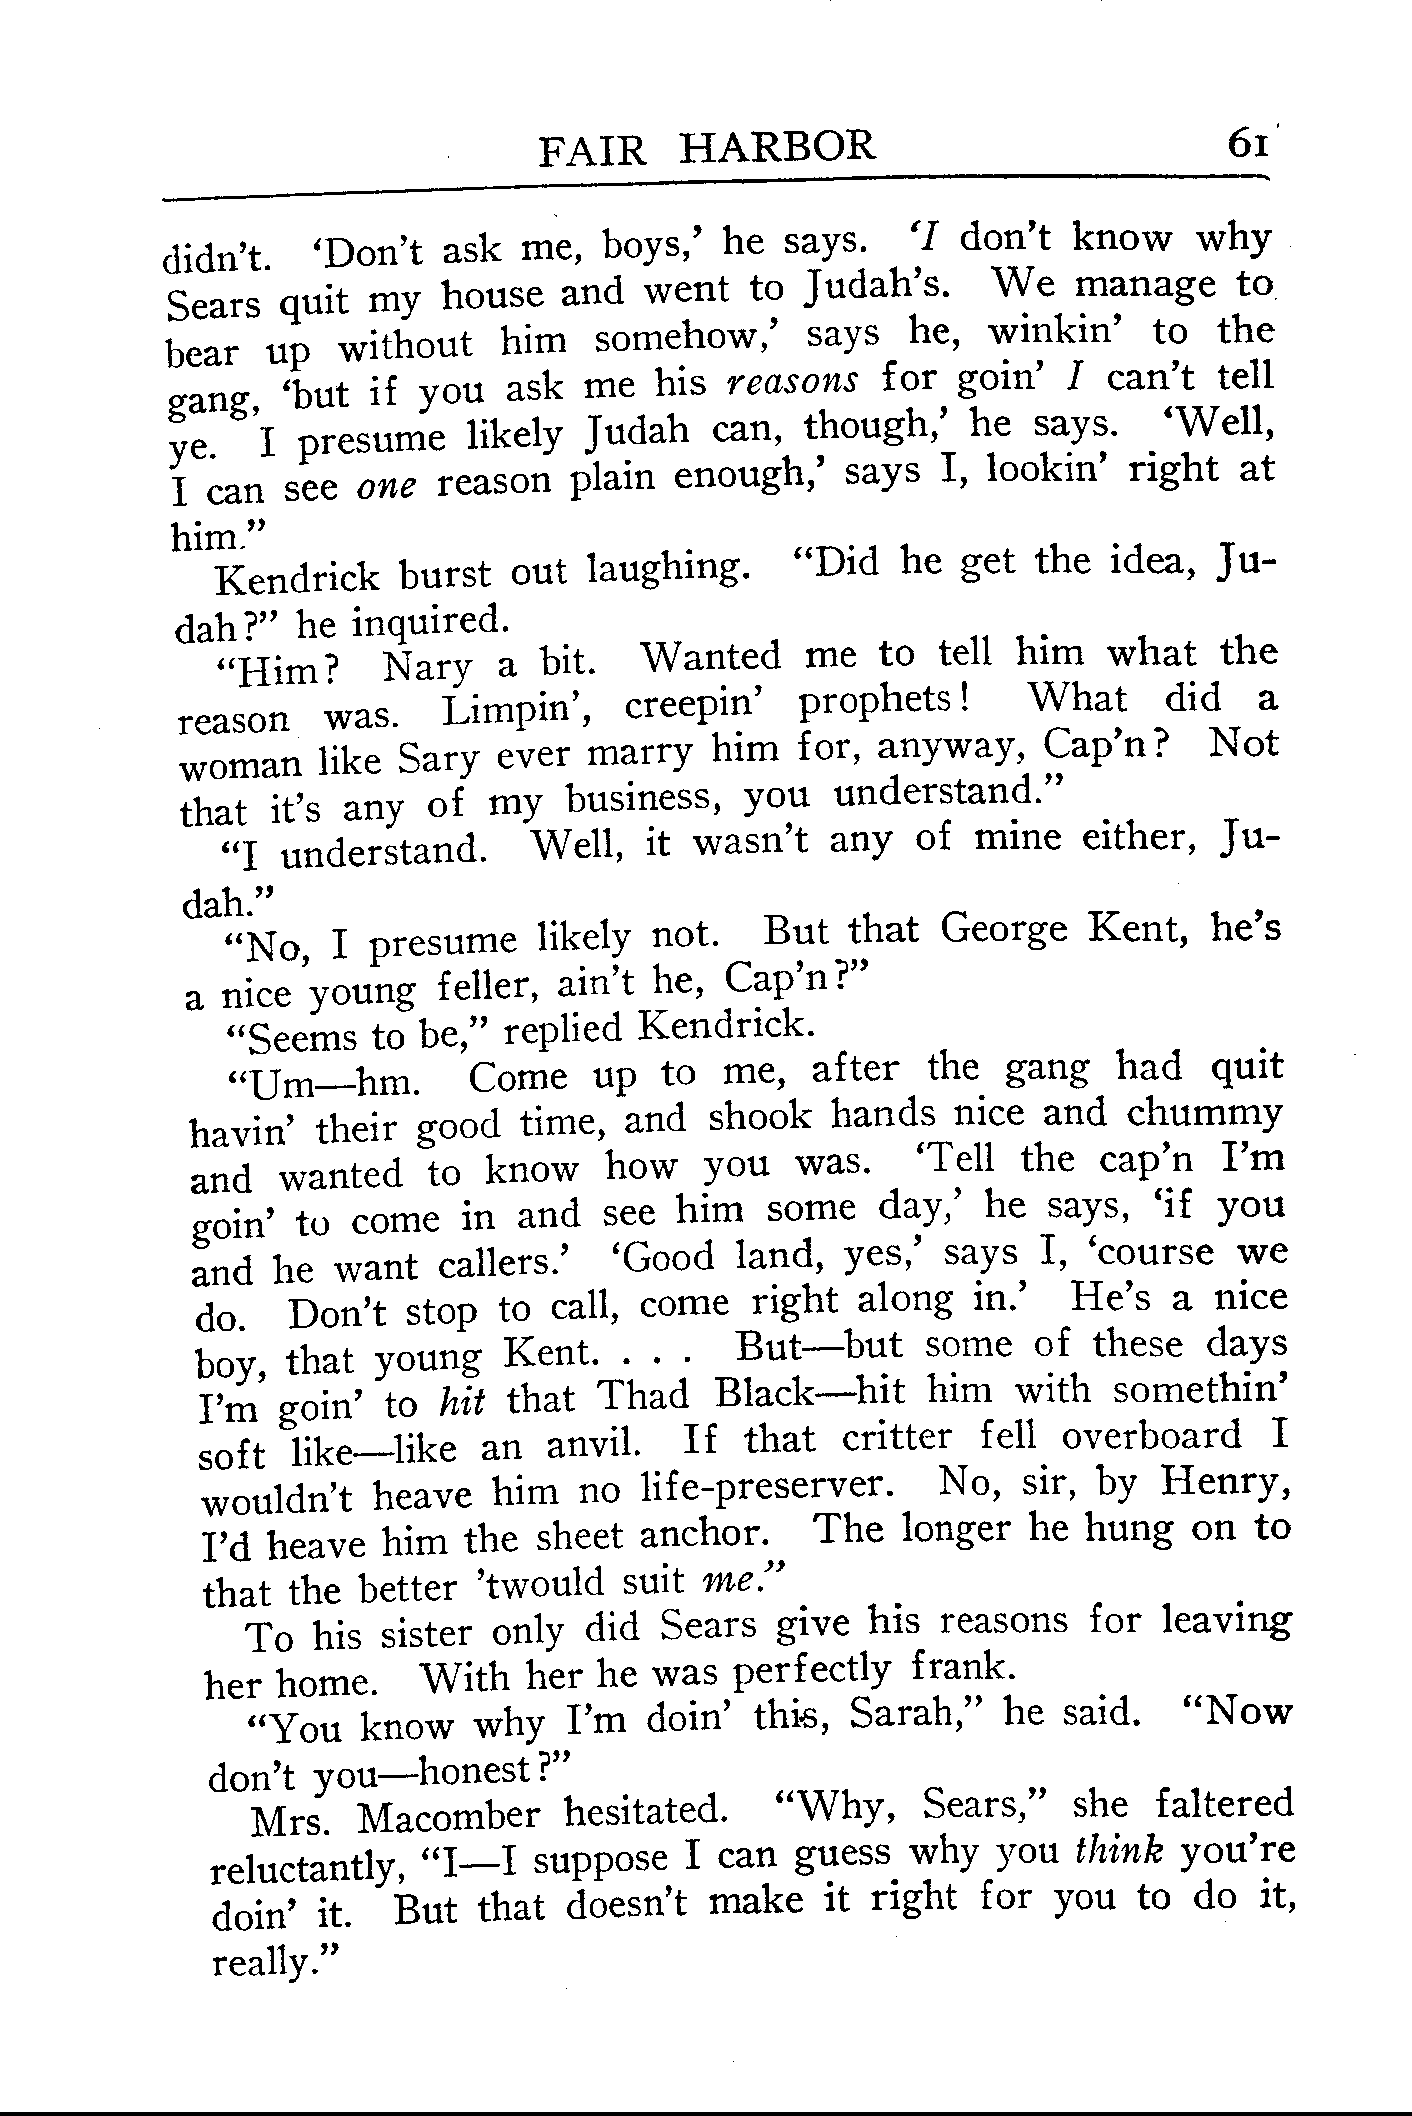 FAIR HARBOR 61
didn't. 'Don't ask me, boys,' he says. 'I don't know why
Sears quit my house and went to Judah's. We manage to
bear up without him somehow,' says he, winkin' to the
gang, 'but if you ask me his reasons for goin' I can't tell
ye. I presume likely Judah can, though,' he says. 'Well,
I can see one reason plain enough,' says I, lookin' right at
him."
Kendrick burst out laughing. "Did he get the idea, Ju-
dah?" he inquired.
"Him? Nary a bit. Wanted me to tell him what the
reason was. Limpin', creepin' prophets! What did a
woman like Sary ever marry him for, anyway, Cap'n? Not
that it's any of my business, you understand."
"I understand. Well, it wasn't any of mine either, Ju-
dah."
"No, I presume likely not. But that George Kent, he's
a nice young feller, ain't he, Cap'n?"
"Seems to be," replied Kendrick.
"Um—hm. Come up to me, after the gang had quit
havin' their good time, and shook hands nice and chummy
and wanted to know how you was. 'Tell the cap'n I'm
goin' to come in and see him some day,' he says, 'if you
and he want callers.' 'Good land, yes,' says I, 'course we
do. Don't stop to call, come right along in.' He's a nice
boy, that young Kent. . . . But—but some of these days
I'm goin' to hit that Thad Black—hit him with somethin'
soft like—like an anvil. If that critter fell overboard I
wouldn't heave him no life-preserver. No, sir, by Henry,
I'd heave him the sheet anchor. The longer he hung on to
that the better 'twould suit me."
To his sister only did Sears give his reasons for leaving
her home. With her he was perfectly frank.
"You know why I'm doin' this, Sarah," he said. "Now
don't you—honest?"
Mrs. Macomber hesitated. "Why, Sears," she faltered
reluctantly, "I—I suppose I can guess why you think you're
doin' it. But that doesn't make it right for you to do it,
really."